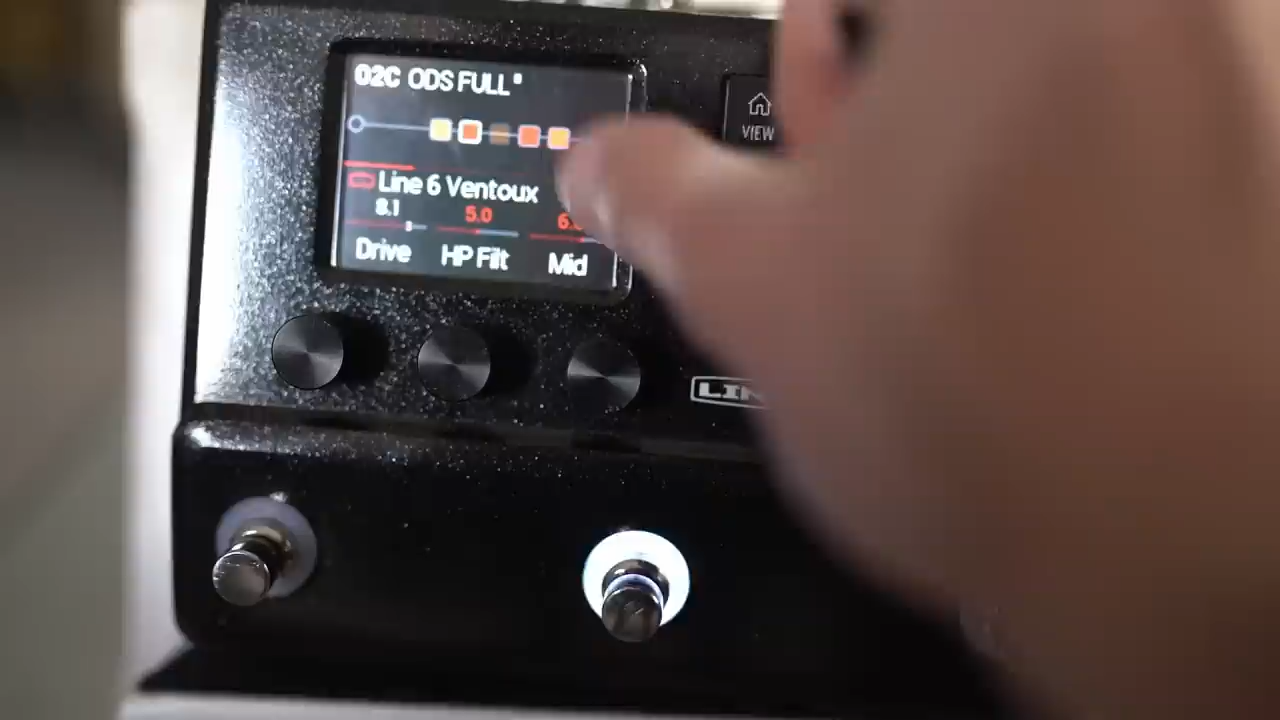 02C ODS FULL
VIEW
Line 6 Ventoux
8.1 5.0
Drive HP Filt Mid